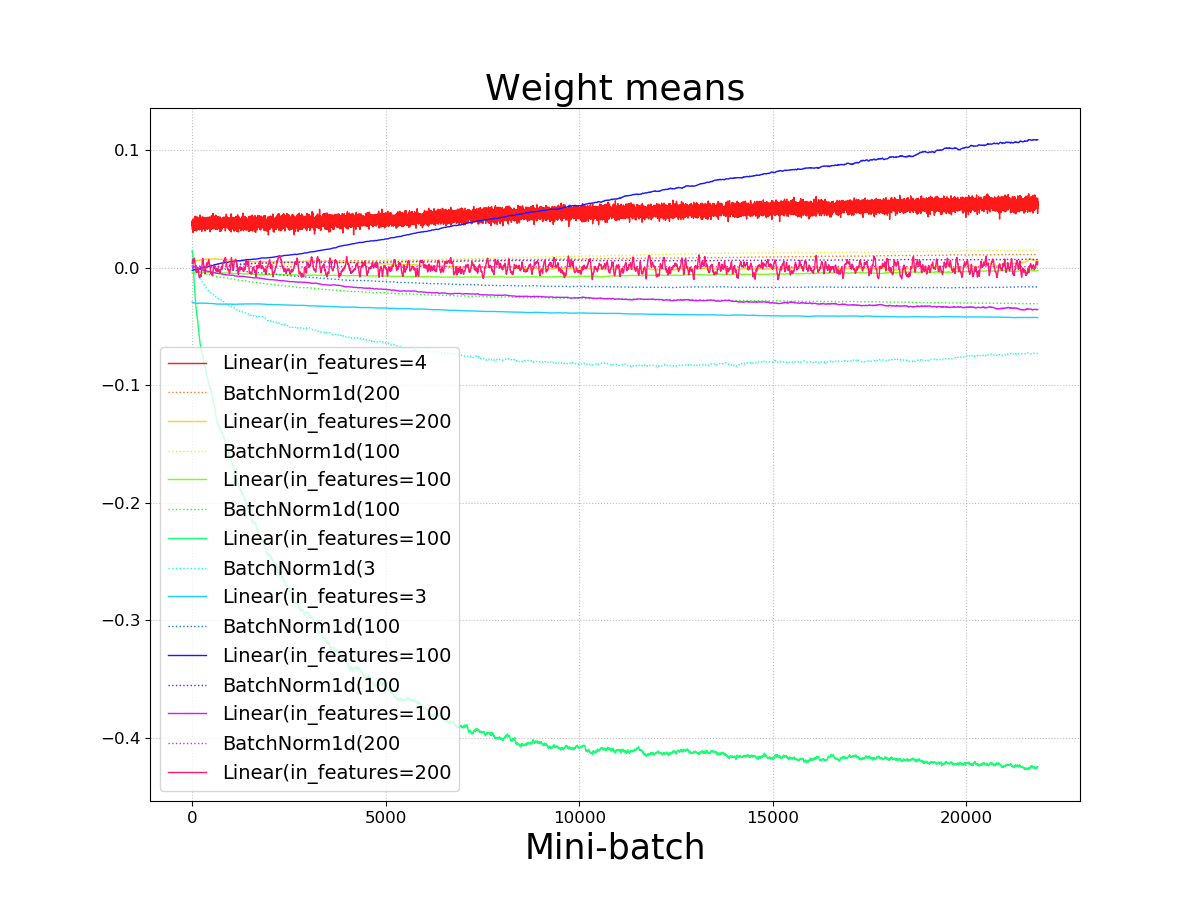 Weight means
0.1
0.0
−0.1
−0.2
−0.3
−0.4
Linear(in_features=4
BatchNorm1d(200
Linear(in_features=200
BatchNorm1d(100
Linear(in_features=100
BatchNorm1d(100
Linear(in_features=100
BatchNorm1d(3
Linear(in_features=3
BatchNorm1d(100
Linear(in_features=100
BatchNorm1d(100
Linear(in_features=100
BatchNorm1d(200
Linear(in_features=200
0 5000 10000 15000 20000
Mini-batch